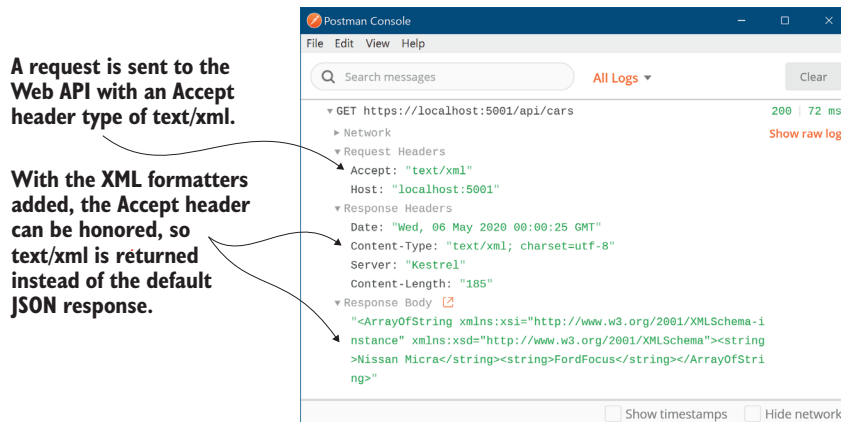 A request is sent to the
Web API with an Accept
header type of text/xml.
With the XML formatters
added, the Accept header
can be honored, so
text/xml is returned
instead of the default
JSON response.
Postman Console
File Edit View Help
Search messages
All Logs
Clear
GET https://localhost:5001/api/cars 200 72 ms
Network
Show raw log
Request Headers
Accept: "text/xml"
Host: "localhost:5001"
Response Headers
Date: "Wed, 06 May 2020 00:00:25 GMT"
Content-Type: "text/xml; charset=utf-8"
Server: "Kestrel"
Content-Length: "185"
Response Body
"<ArrayOfString xmlns:xsi="http://www.w3.org/2001/XMLSchema-i
nstance" xmlns:xsd="http://www.w3.org/2001/XMLSchema"><string
>Nissan Micra</string><string>FordFocus</string></ArrayOfStri
ng>"
Show timestamps Hide network